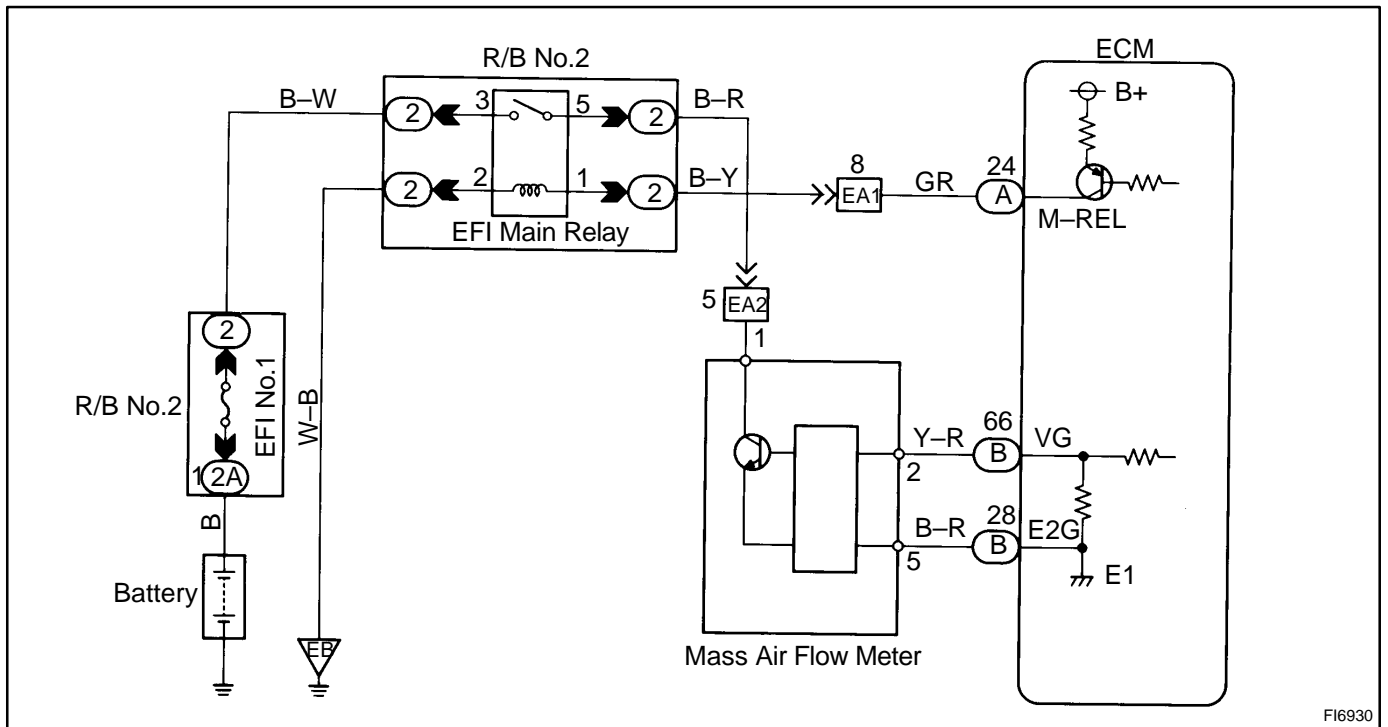 ECM
R/B No.2
B–W
2
3
5
2
B–R
B+
2
2
1
2
B–Y
8
EA1
GR
24
A
M–REL
EFI Main Relay
5
EA2
1
2
EFI No.1
R/B No.2
1
2A
W–B
B
Battery
EB
Y–R
66
B
VG
2
B–R
28
B
E2G
5
E1
Mass Air Flow Meter
FI6930